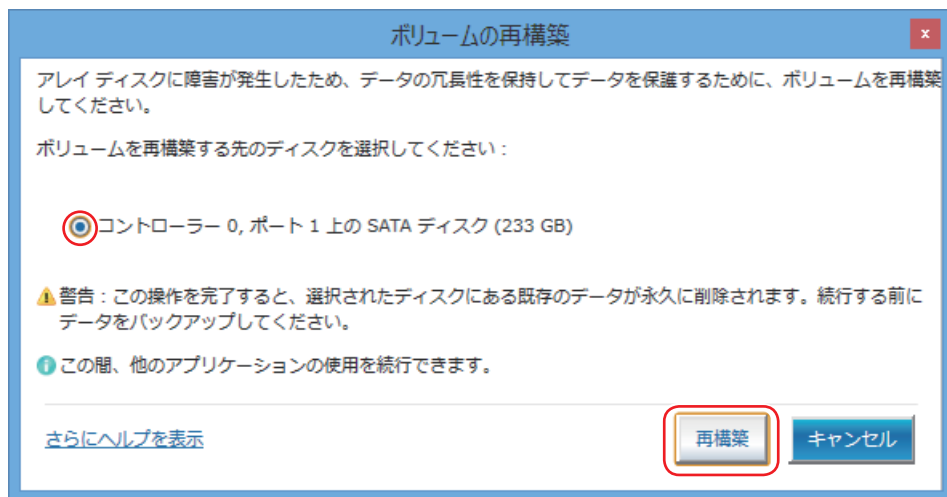 ボリュームの再構築
x
アレイ ディスクに障害が発生したため、データの冗長性を保持してデータを保護するために、ボリュームを再構築
してください。
ボリュームを再構築する先のディスクを選択してください：
コントローラー 0, ポート 1 上の SATA ディスク (233 GB)
警告：この操作を完了すると、選択されたディスクにある既存のデータが永久に削除されます。続行する前に
データをバックアップしてください。
この間、他のアプリケーションの使用を続行できます。
さらにヘルプを表示
再構築
キャンセル